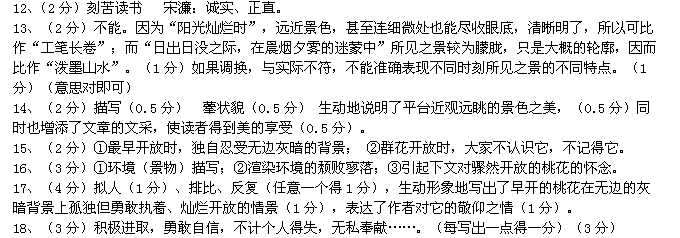 12、（2分）刻苦读书　宋濂：诚实、正直。
13、（2分）不能。因为“阳光灿烂时”，远近景色，甚至连细微处也能尽收眼底，清晰明了，所以可比
作“工笔长卷”；而“日出日没之际，在晨烟夕雾的迷蒙中”所见之景较为朦胧，只是大概的轮廓，因而
比作“泼墨山水”。（1分）如果调换，与实际不符，不能准确表现不同时刻所见之景的不同特点。（1
分）（意思对即可）
14、（2分）描写（0.5分）　摹状貌（0.5分） 生动地说明了平台近观远眺的景色之美，（0.5分）同
时也增添了文章的文采，使读者得到美的享受（0.5分）。
15、（2分）①最早开放时，独自忍受无边灰暗的背景； ②群花开放时，大家不认识它，不记得它。
16、（3分）①环境（景物）描写；②渲染环境的颓败寥落；③引起下文对骤然开放的桃花的怀念。
17、（4分）拟人（1分）、排比、反复（任意一个得1分），生动形象地写出了早开的桃花在无边的灰
暗背景上孤独但勇敢执着、灿烂开放的情景（1分），表达了作者对它的敬仰之情（1分）。
18、（3分）积极进取，勇敢自信，不计个人得失，无私奉献……。（每写出一点得一分）（3分）